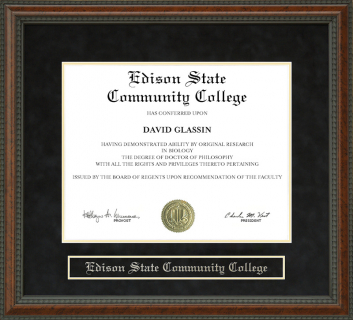 Edison State
Community College
HAS CONFERRED UPON
DAVID GLASSIN
HAVING DEMONSTRATED ABILITY BY ORIGINAL RESEARCH
IN BIOLOGY
THE DEGREE OF DOCTOR OF PHILOSOPHY
WITH ALL THE RIGHTS AND PRIVILEGES THERETO PERTAINING
ISSUED BY THE BOARD OF REGENTS UPON RECOMMENDATION OF THE FACULTY
PROVOST
PRESIDENT
Edison State Community College